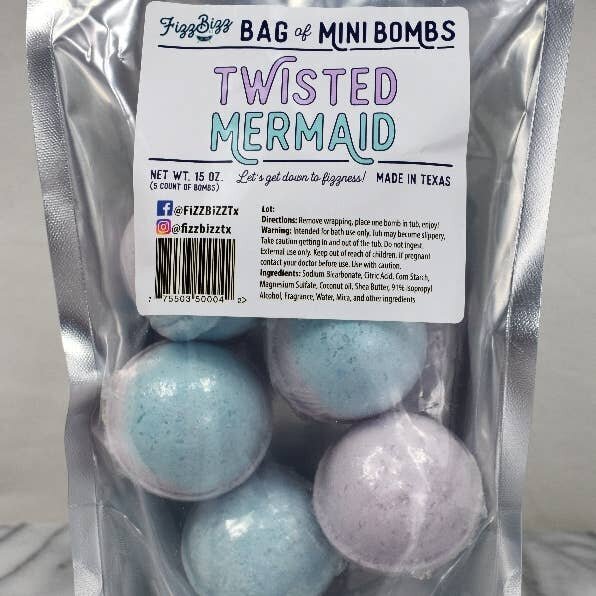 FizzBizz BAG of MINI BOMBS
TWISTED
MERMAID
NET WT. 15 OZ. Let's get down to fizzness! MADE IN TEXAS
(5 COUNT OF BOMBS)
@FiZZBiZZTx
@fizzbizztx
Lot:
Directions: Remove wrapping, place one bomb in tub, enjoy!
Warning: Intended for bath use only. Tub may become slippery,
Take caution getting in and out of the tub. Do not ingest.
External use only. Keep out of reach of children. If pregnant
contact your doctor before use. Use with caution.
Ingredients: Sodium Bicarbonate, Citric Acid, Corn Starch,
Magnesium Sulfate, Coconut oil, Shea Butter, 91% Isopropyl
Alcohol, Fragrance, Water, Mica, and other ingredients
7 75503 50004 2